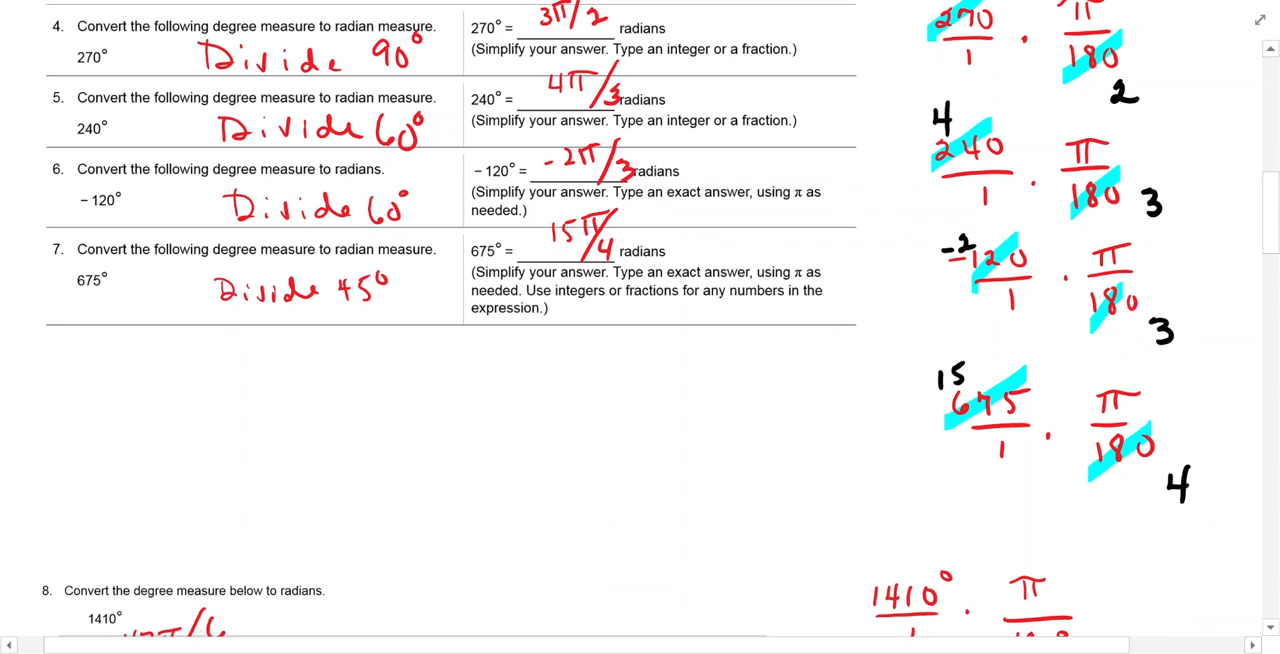 4. Convert the following degree measure to radian measure.
270°
Divide 90°
270° = 3π/2 radians
(Simplify your answer. Type an integer or a fraction.)
5. Convert the following degree measure to radian measure.
240°
Divide 60°
240° = 4π/3 radians
(Simplify your answer. Type an integer or a fraction.)
6. Convert the following degree measure to radians.
− 120°
Divide 60°
− 120° = -2π/3 radians
(Simplify your answer. Type an exact answer, using π as
needed.)
7. Convert the following degree measure to radian measure.
675°
Divide 45°
675° = 15π/4 radians
(Simplify your answer. Type an exact answer, using π as
needed. Use integers or fractions for any numbers in the
expression.)
8. Convert the degree measure below to radians.
1410°
270/1 · π/180
2
4
240/1 · π/180
3
-2
-120/1 · π/180
3
15
675/1 · π/180
4
1410° · π